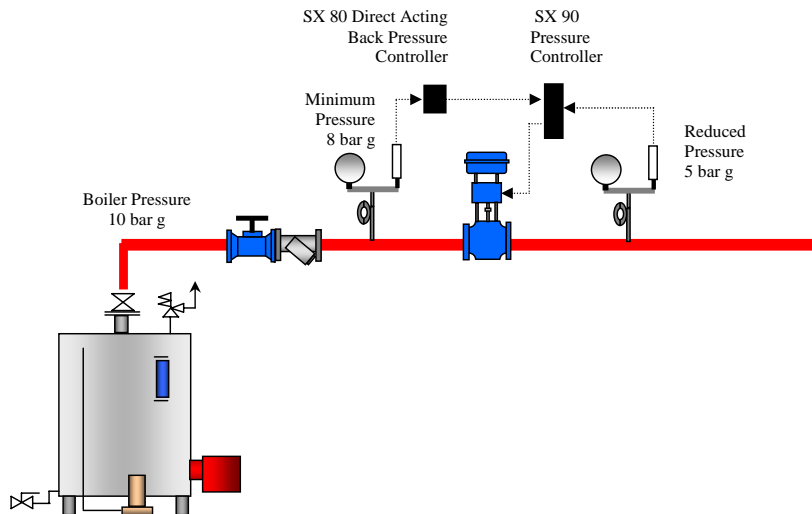 SX 80 Direct Acting
Back Pressure
Controller
SX 90
Pressure
Controller
Minimum
Pressure
8 bar g
Reduced
Pressure
5 bar g
Boiler Pressure
10 bar g